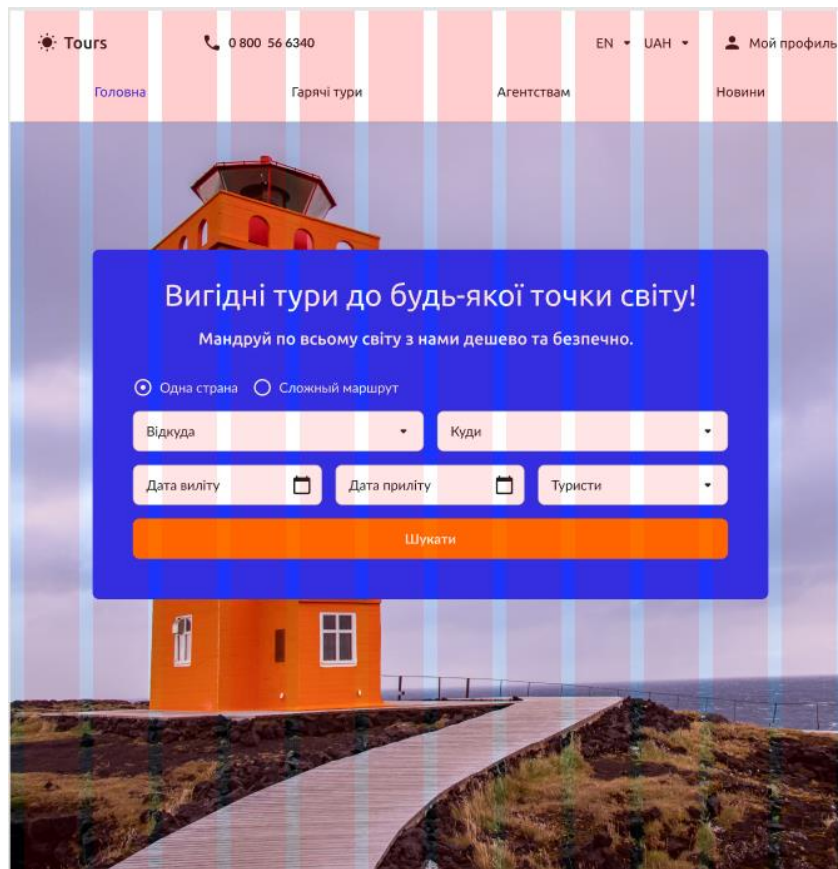 Tours 0 800 56 6340 EN UAH Мой профиль
Головна Гарячі тури Агентствам Новини
Вигідні тури до будь-якої точки світу!
Мандруй по всьому світу з нами дешево та безпечно.
Одна страна Сложный маршрут
Відкуда Куди
Дата виліту Дата приліту Туристи
Шукати